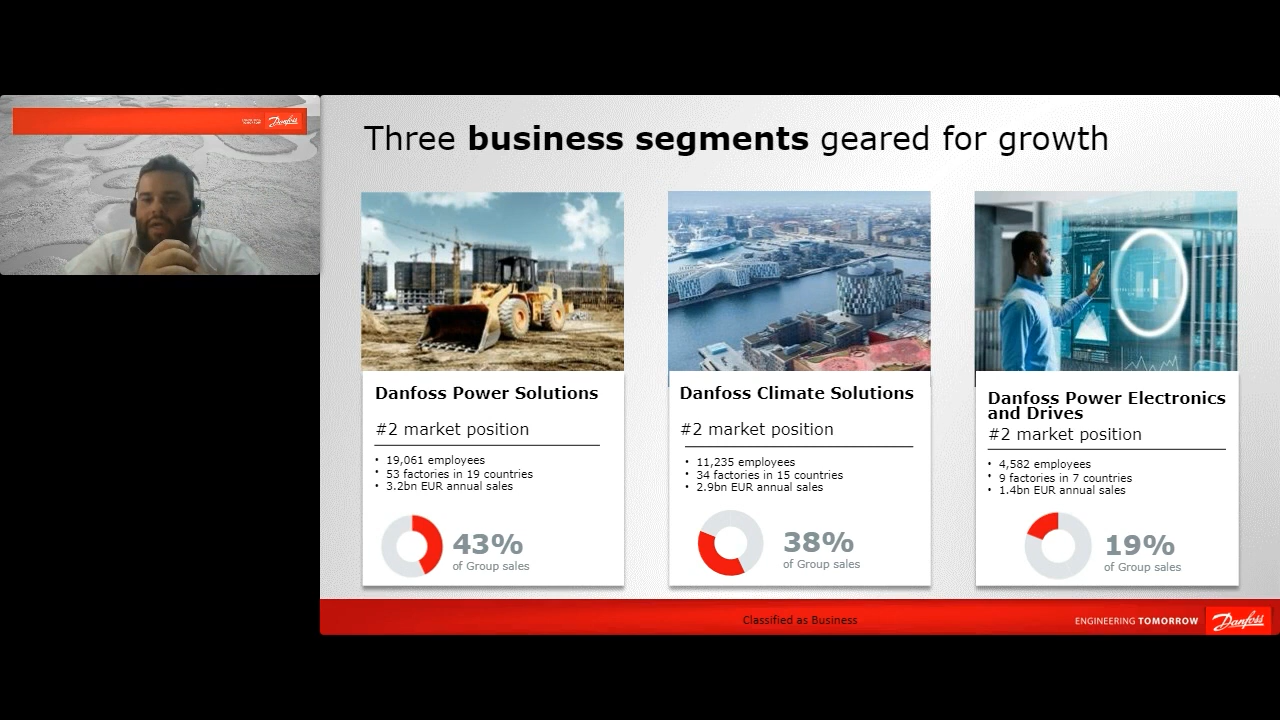 Danfoss
Three business segments geared for growth
Danfoss Power Solutions
#2 market position
• 19,061 employees
• 53 factories in 19 countries
• 3.2bn EUR annual sales
43%
of Group sales
Danfoss Climate Solutions
#2 market position
• 11,235 employees
• 34 factories in 15 countries
• 2.9bn EUR annual sales
38%
of Group sales
Danfoss Power Electronics
and Drives
#2 market position
• 4,582 employees
• 9 factories in 7 countries
• 1.4bn EUR annual sales
19%
of Group sales
Classified as Business
ENGINEERING TOMORROW
Danfoss